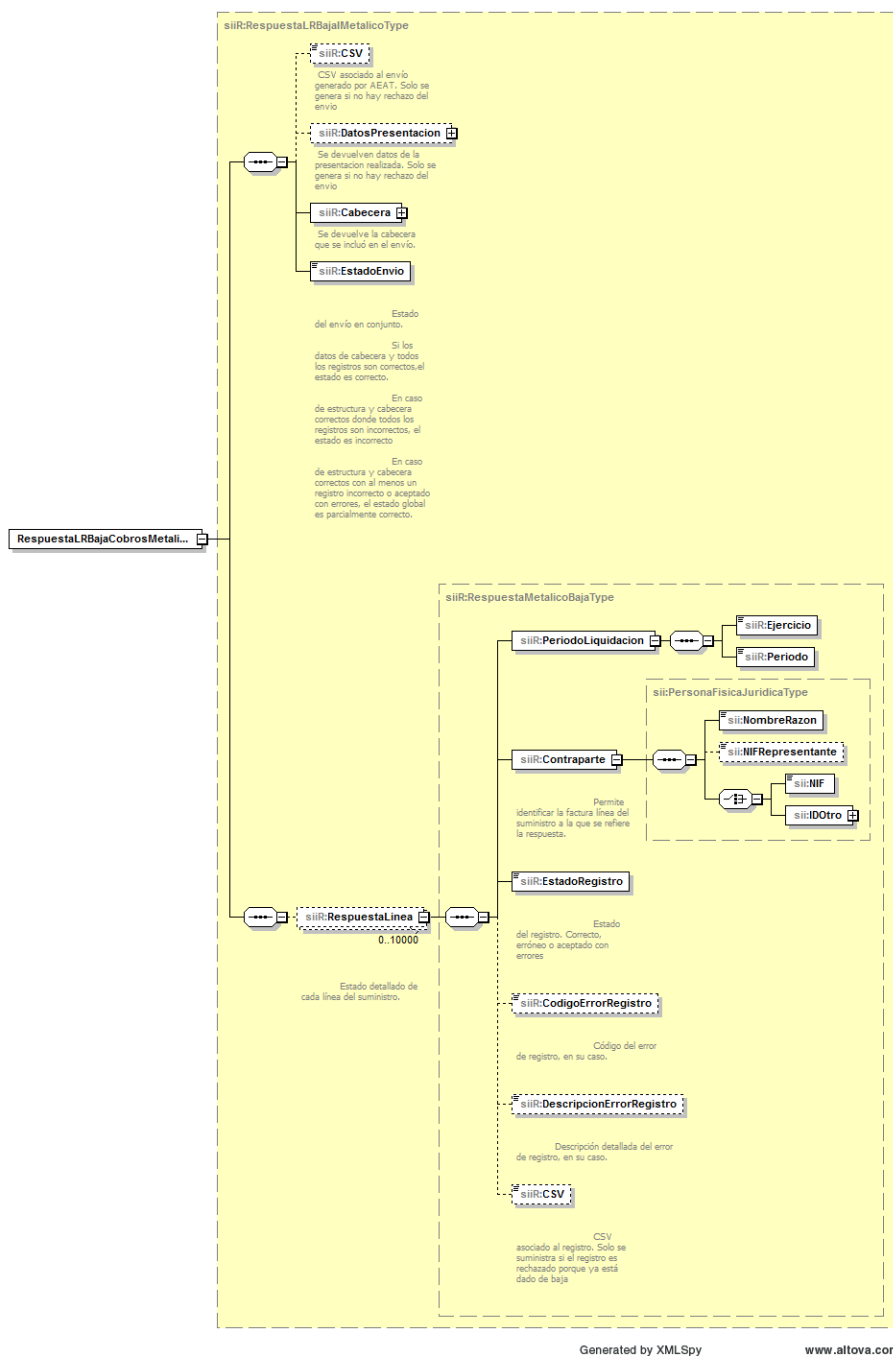 siiR:RespuestaLRBajaIMetalicoType
siiR:CSV
CSV asociado al envío
generado por AEAT. Solo se
genera si no hay rechazo del
envio
siiR:DatosPresentacion
Se devuelven datos de la
presentacion realizada. Solo se
genera si no hay rechazo del
envio
siiR:Cabecera
Se devuelve la cabecera
que se incluó en el envío.
siiR:EstadoEnvio
Estado
del envío en conjunto.
Si los
datos de cabecera y todos
los registros son correctos,el
estado es correcto.
En caso
de estructura y cabecera
correctos donde todos los
registros son incorrectos, el
estado es incorrecto
En caso
de estructura y cabecera
correctos con al menos un
registro incorrecto o aceptado
con errores, el estado global
es parcialmente correcto.
RespuestaLRBajaCobrosMetali...
siiR:RespuestaMetalicoBajaType
siiR:PeriodoLiquidacion
siiR:Ejercicio
siiR:Periodo
sii:PersonaFisicaJuridicaType
sii:NombreRazon
sii:NIFRepresentante
siiR:Contraparte
sii:NIF
sii:IDOtro
Permite
identificar la factura línea del
suministro a la que se refiere
la respuesta.
siiR:EstadoRegistro
siiR:RespuestaLinea
0..10000
Estado
del registro. Correcto,
erróneo o aceptado con
errores
Estado detallado de
cada línea del suministro.
siiR:CodigoErrorRegistro
Código del error
de registro, en su caso.
siiR:DescripcionErrorRegistro
Descripción detallada del error
de registro, en su caso.
siiR:CSV
CSV
asociado al registro. Solo se
suministra si el registro es
rechazado porque ya está
dado de baja
Generated by XMLSpy
www.altova.cor